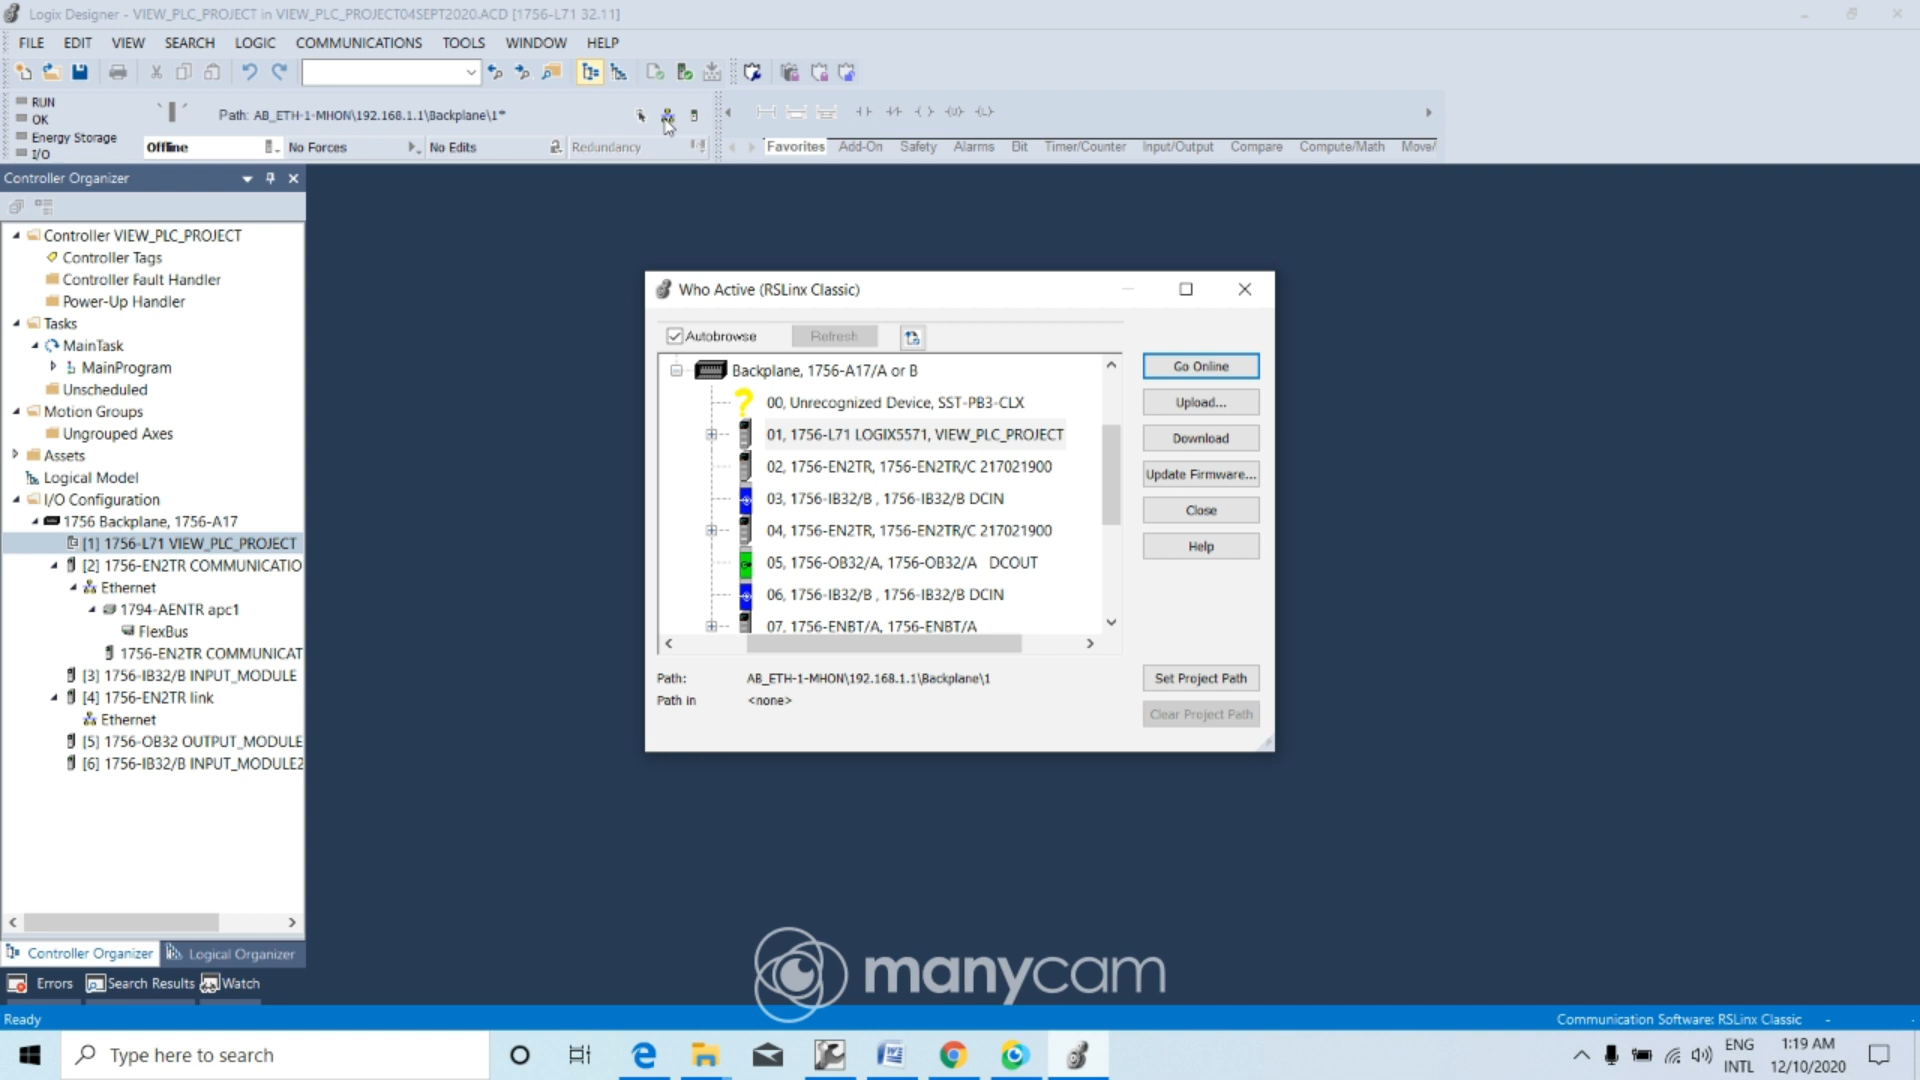 Logix Designer - VIEW_PLC_PROJECT in VIEW_PLC_PROJECT04SEPT2020.ACD [1756-L71 32.11]
FILE EDIT VIEW SEARCH LOGIC COMMUNICATIONS TOOLS WINDOW HELP
RUN
OK
Energy Storage
I/O
Path: AB_ETH-1-MHON\192.168.1.1\Backplane\1*
Offline No Forces No Edits Redundancy
Favorites Add-On Safety Alarms Bit Timer/Counter Input/Output Compare Compute/Math Move/
Controller Organizer
Controller VIEW_PLC_PROJECT
Controller Tags
Controller Fault Handler
Power-Up Handler
Tasks
MainTask
MainProgram
Unscheduled
Motion Groups
Ungrouped Axes
Assets
Logical Model
I/O Configuration
1756 Backplane, 1756-A17
[1] 1756-L71 VIEW_PLC_PROJECT
[2] 1756-EN2TR COMMUNICATIO
Ethernet
1794-AENTR apc1
FlexBus
1756-EN2TR COMMUNICAT
[3] 1756-IB32/B INPUT_MODULE
[4] 1756-EN2TR link
Ethernet
[5] 1756-OB32 OUTPUT_MODULE
[6] 1756-IB32/B INPUT_MODULE2
Controller Organizer Logical Organizer
Errors Search Results Watch
Who Active (RSLinx Classic)
Autobrowse Refresh
Backplane, 1756-A17/A or B
00, Unrecognized Device, SST-PB3-CLX
01, 1756-L71 LOGIX5571, VIEW_PLC_PROJECT
02, 1756-EN2TR, 1756-EN2TR/C 217021900
03, 1756-IB32/B , 1756-IB32/B DCIN
04, 1756-EN2TR, 1756-EN2TR/C 217021900
05, 1756-OB32/A, 1756-OB32/A DCOUT
06, 1756-IB32/B , 1756-IB32/B DCIN
07, 1756-ENBT/A, 1756-ENBT/A
Go Online
Upload...
Download
Update Firmware...
Close
Help
Path: AB_ETH-1-MHON\192.168.1.1\Backplane\1
Path in <none>
Set Project Path
Clear Project Path
manycam
Ready
Communication Software: RSLinx Classic
Type here to search
ENG
INTL
1:19 AM
12/10/2020